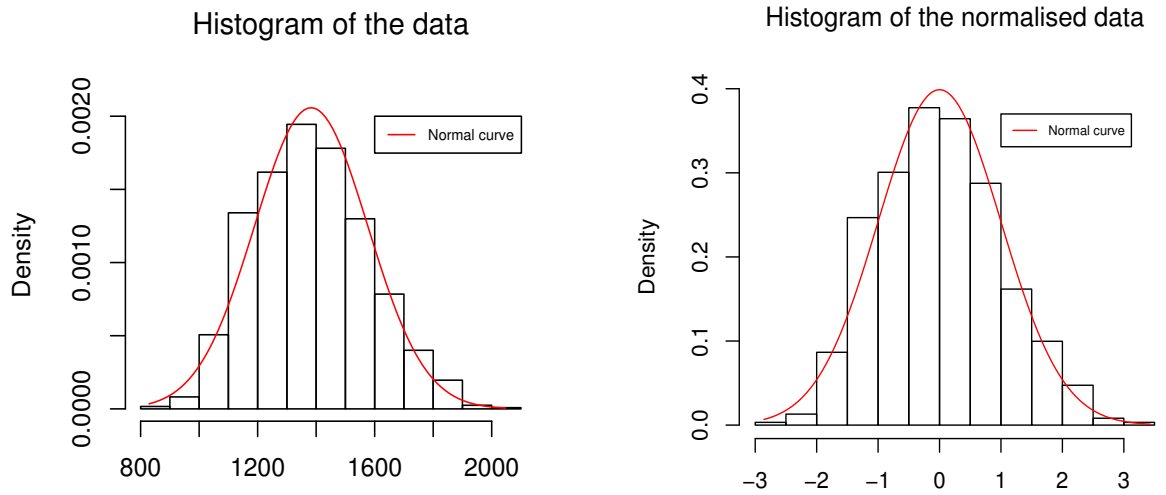 Histogram of the data
Density
0.0020
0.0010
0.0000
Normal curve
800 1200 1600 2000
Histogram of the normalised data
Density
0.4
0.3
0.2
0.1
0.0
Normal curve
−3 −2 −1 0 1 2 3